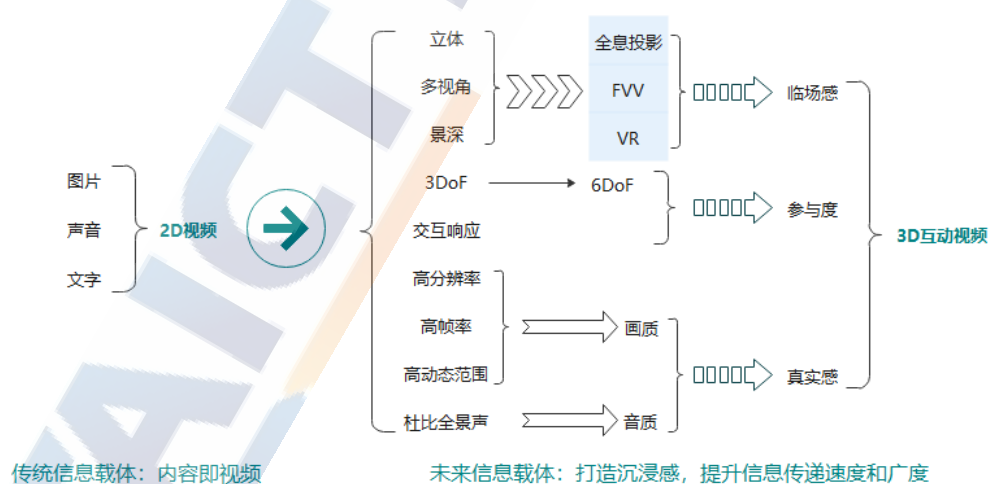 图片
声音
文字
2D视频
立体
多视角
景深
3DoF
交互响应
高分辨率
高帧率
高动态范围
杜比全景声
全息投影
FVV
VR
6DoF
画质
音质
临场感
参与度
真实感
3D互动视频
传统信息载体：内容即视频
未来信息载体：打造沉浸感，提升信息传递速度和广度